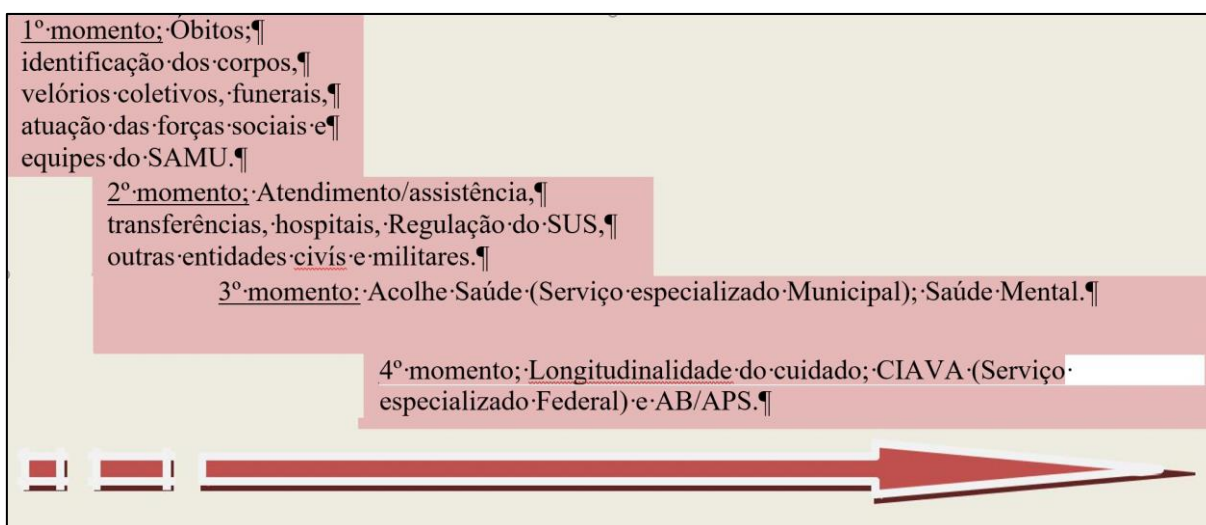 1º·momento;·Óbitos;¶
identificação·dos·corpos,¶
velórios·coletivos,·funerais,¶
atuação·das·forças·sociais·e¶
equipes·do·SAMU.¶
2º·momento;·Atendimento/assistência,¶
transferências,·hospitais,·Regulação·do·SUS,¶
outras·entidades·civís·e·militares.¶
3º·momento:·Acolhe·Saúde·(Serviço·especializado·Municipal);·Saúde·Mental.¶
4º·momento;·Longitudinalidade·do·cuidado;·CIAVA·(Serviço·
especializado·Federal)·e·AB/APS.¶